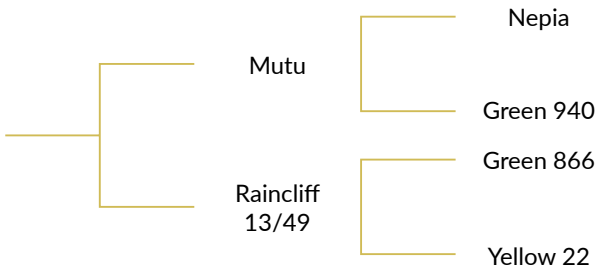 Nepia
Mutu
Green 940
Green 866
Raincliff
13/49
Yellow 22